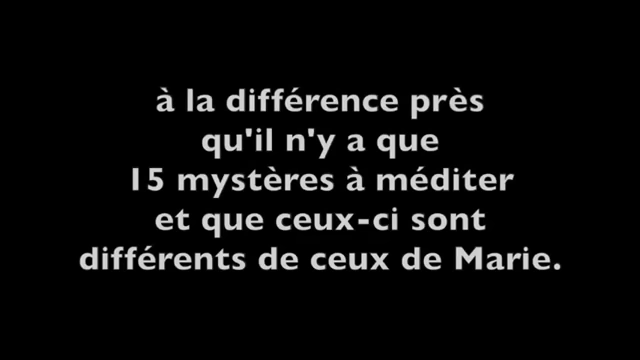 à la différence près
qu'il n'y a que
15 mystères à méditer
et que ceux-ci sont
différents de ceux de Marie.